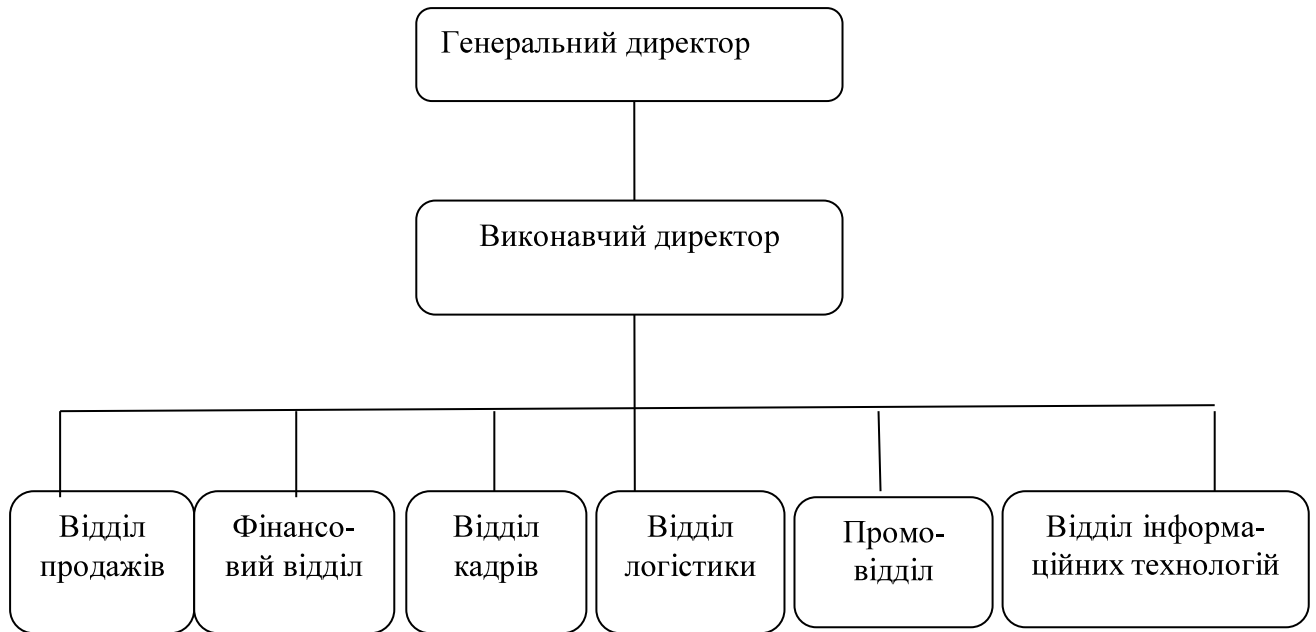 Генеральний директор
Виконавчий директор
Відділ
продажів
Фінансо-
вий відділ
Відділ
кадрів
Відділ
логістики
Промо-
відділ
Відділ інформа-
ційних технологій